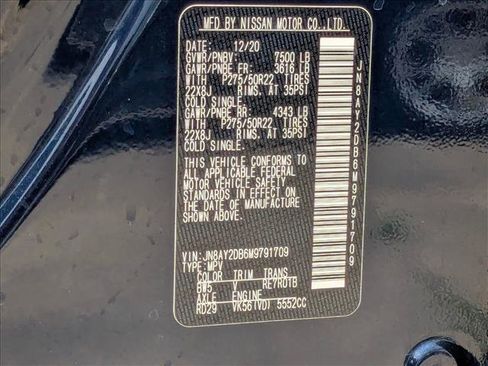 MFD BY NISSAN MOTOR CO.,LTD.
DATE: 12/20
GVWR/PNBV: 7500 LB
GAWR/PNBE FR: 3616 LB
WITH P275/50R22 TIRES
22X8J RIMS, AT 35PSI
COLD SINGLE.
GAWR/PNBE RR: 4343 LB
WITH P275/50R22 TIRES
22X8J RIMS, AT 35PSI
COLD SINGLE.
THIS VEHICLE CONFORMS TO
ALL APPLICABLE FEDERAL
MOTOR VEHICLE SAFETY
STANDARDS IN EFFECT ON
THE DATE OF MANUFACTURE
SHOWN ABOVE.
VIN:JN8AY2DB6M9791709
TYPE:MPV
COLOR TRIM TRANS
BW5 V RE7R01B
AXLE ENGINE
RD29 VK56(VD) 5552CC
JN8AY2DB6M9791709